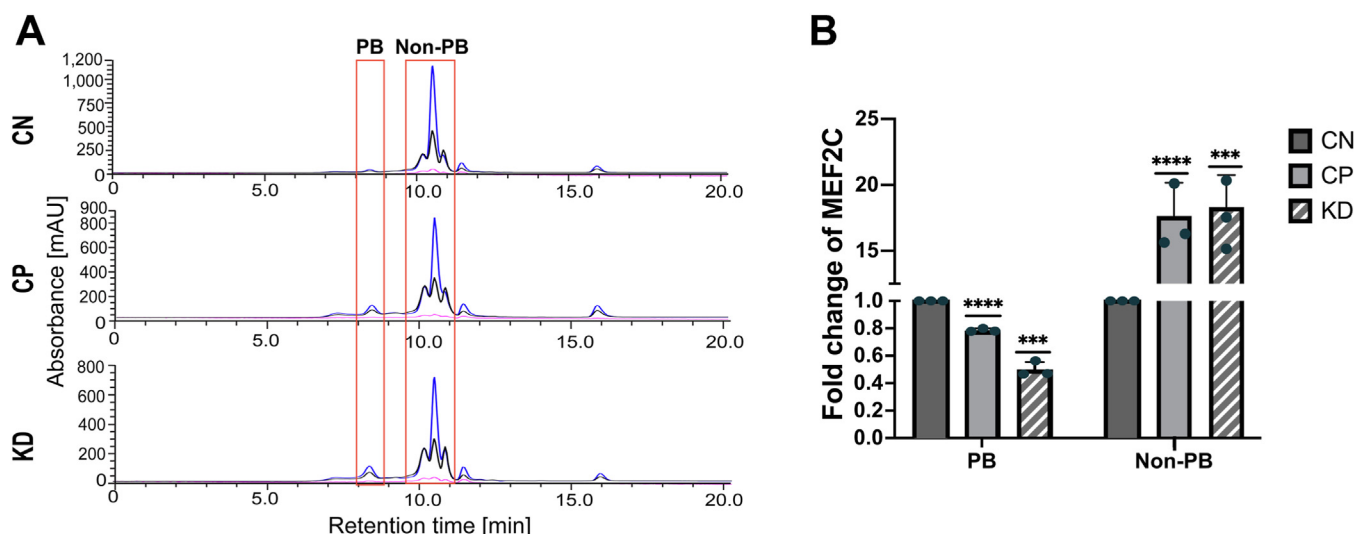 A
PB Non-PB
CN
1,200
1,000
750
500
250
0
0 5.0 10.0 15.0 20.0
Absorbance [mAU]
CP
900
800
600
400
200
0
0 5.0 10.0 15.0 20.0
KD
800
600
400
200
0
0 5.0 10.0 15.0 20.0
Retention time [min]
B
Fold change of MEF2C
25
20
15
1.0
0.8
0.6
0.4
0.2
0.0
**** *** **** ***
PB Non-PB
CN
CP
KD